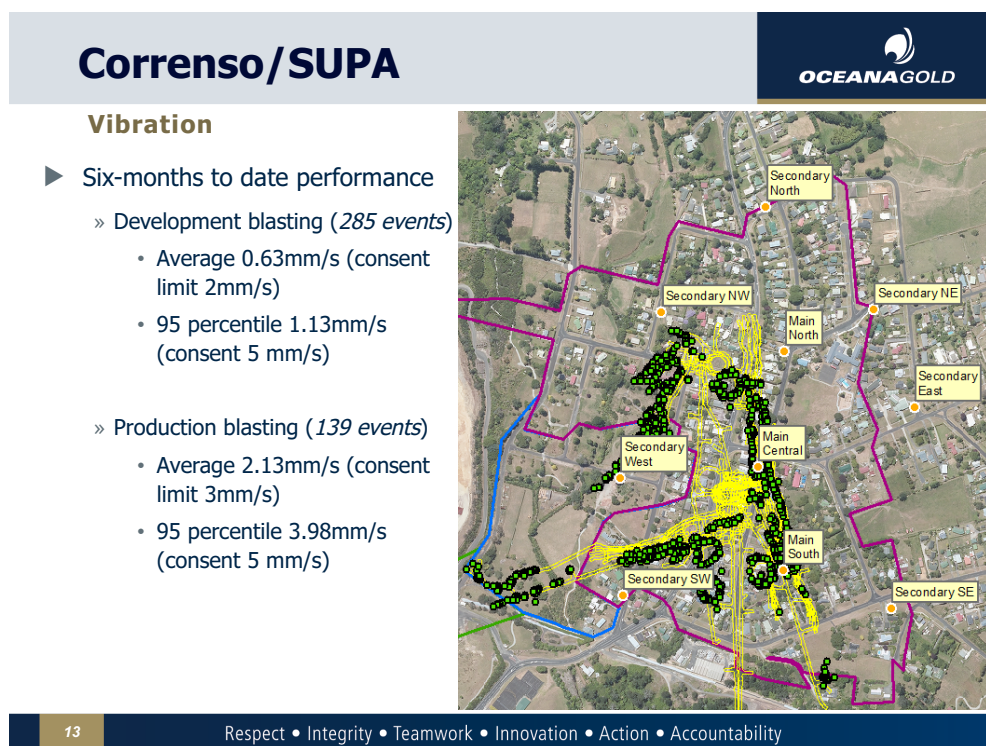 Correnso/SUPA
OCEANAGOLD
Vibration
▶ Six-months to date performance
» Development blasting (285 events)
• Average 0.63mm/s (consent
limit 2mm/s)
• 95 percentile 1.13mm/s
(consent 5 mm/s)
» Production blasting (139 events)
• Average 2.13mm/s (consent
limit 3mm/s)
• 95 percentile 3.98mm/s
(consent 5 mm/s)
Secondary
North
Secondary NW
Secondary NE
Main
North
Secondary
East
Main
Central
Secondary
West
Main
South
Secondary SW
Secondary SE
13
Respect • Integrity • Teamwork • Innovation • Action • Accountability